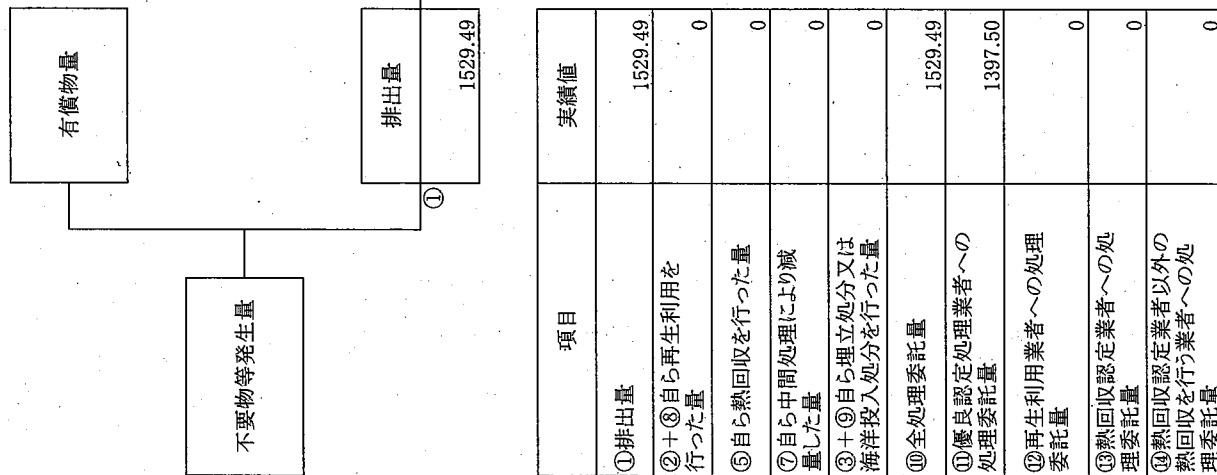 有償物量
不要物等発生量
①
排出量
1529.49
項目
実績値
①排出量
1529.49
②+⑧自ら再生利用を
行った量
0
⑤自ら熱回収を行った量
0
⑦自ら中間処理により減
量した量
0
③+⑨自ら埋立処分又は
海洋投入処分を行った量
0
⑩全処理委託量
1529.49
⑪優良認定処理業者への
処理委託量
1397.50
⑫再生利用業者への処理
委託量
0
⑬熱回収認定業者への処
理委託量
0
⑭熱回収認定業者以外の
熱回収を行う業者への処
理委託量
0